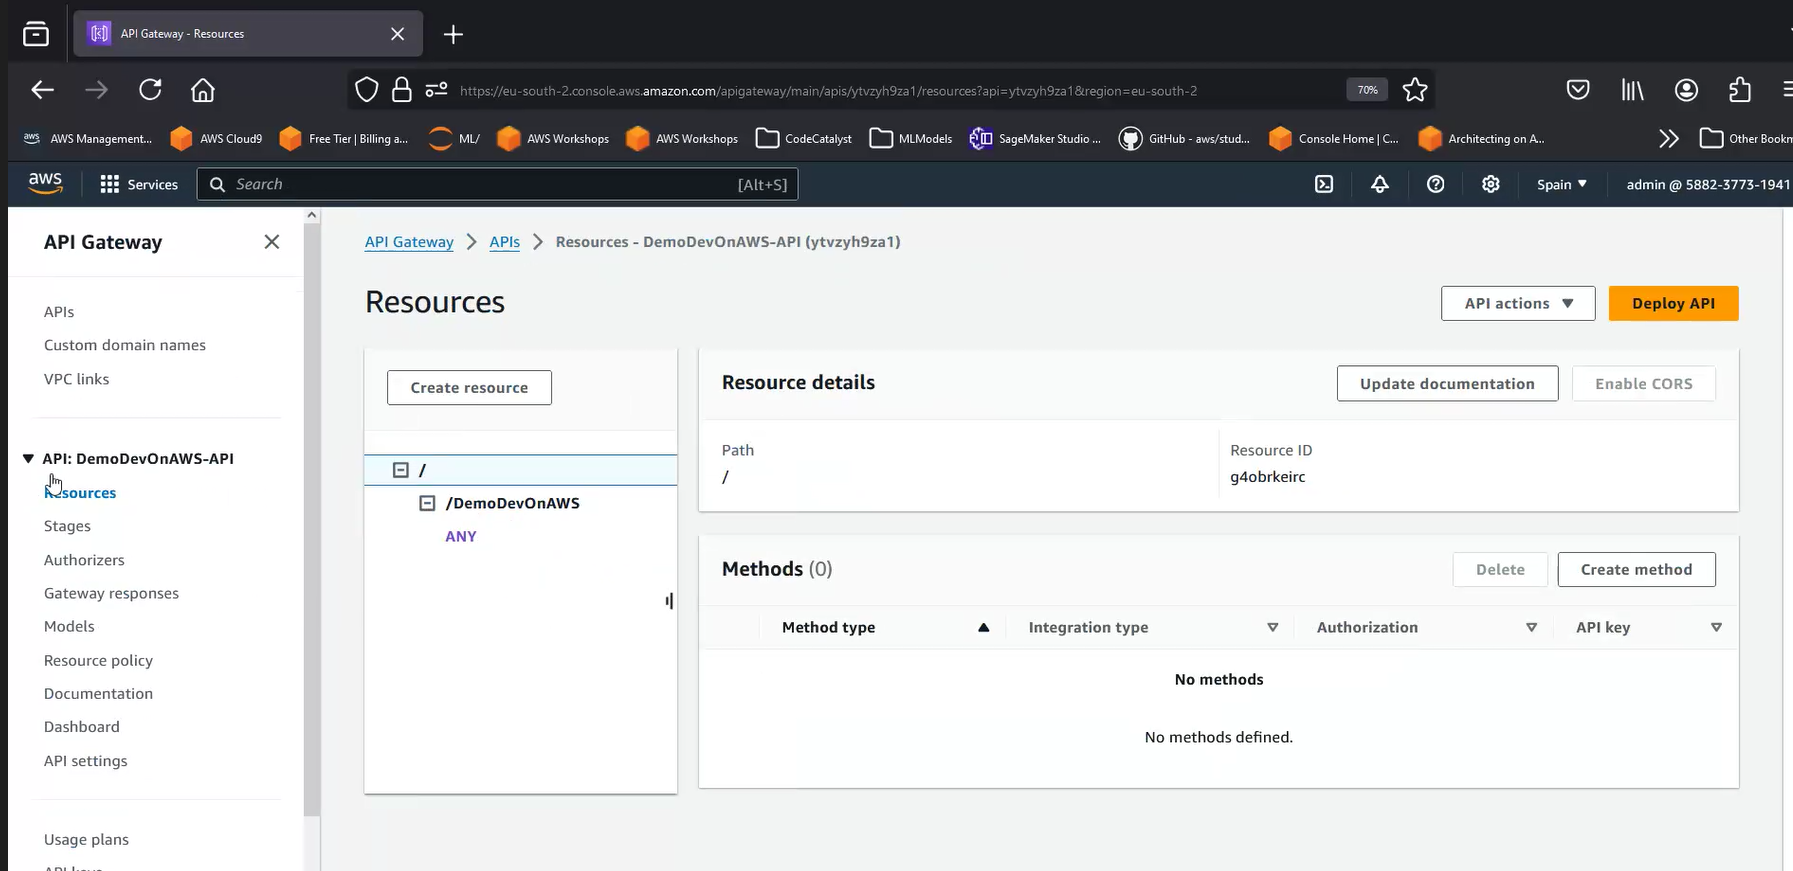 API Gateway - Resources
https://eu-south-2.console.aws.amazon.com/apigateway/main/apis/ytvzyh9za1/resources?api=ytvzyh9za1&region=eu-south-2
70%
aws AWS Management... AWS Cloud9 Free Tier | Billing a... ML/ AWS Workshops AWS Workshops CodeCatalyst MLModels SageMaker Studio ... GitHub - aws/stud... Console Home | C... Architecting on A... Other Bookm
aws Services Search [Alt+S] Spain admin @ 5882-3773-1941
API Gateway
APIs
Custom domain names
VPC links
API: DemoDevOnAWS-API
Resources
Stages
Authorizers
Gateway responses
Models
Resource policy
Documentation
Dashboard
API settings
Usage plans
API keys
API Gateway > APIs > Resources - DemoDevOnAWS-API (ytvzyh9za1)
Resources
API actions Deploy API
Create resource
/
/DemoDevOnAWS
ANY
Resource details
Update documentation Enable CORS
Path Resource ID
/ g4obrkeirc
Methods (0)
Delete Create method
Method type Integration type Authorization API key
No methods
No methods defined.